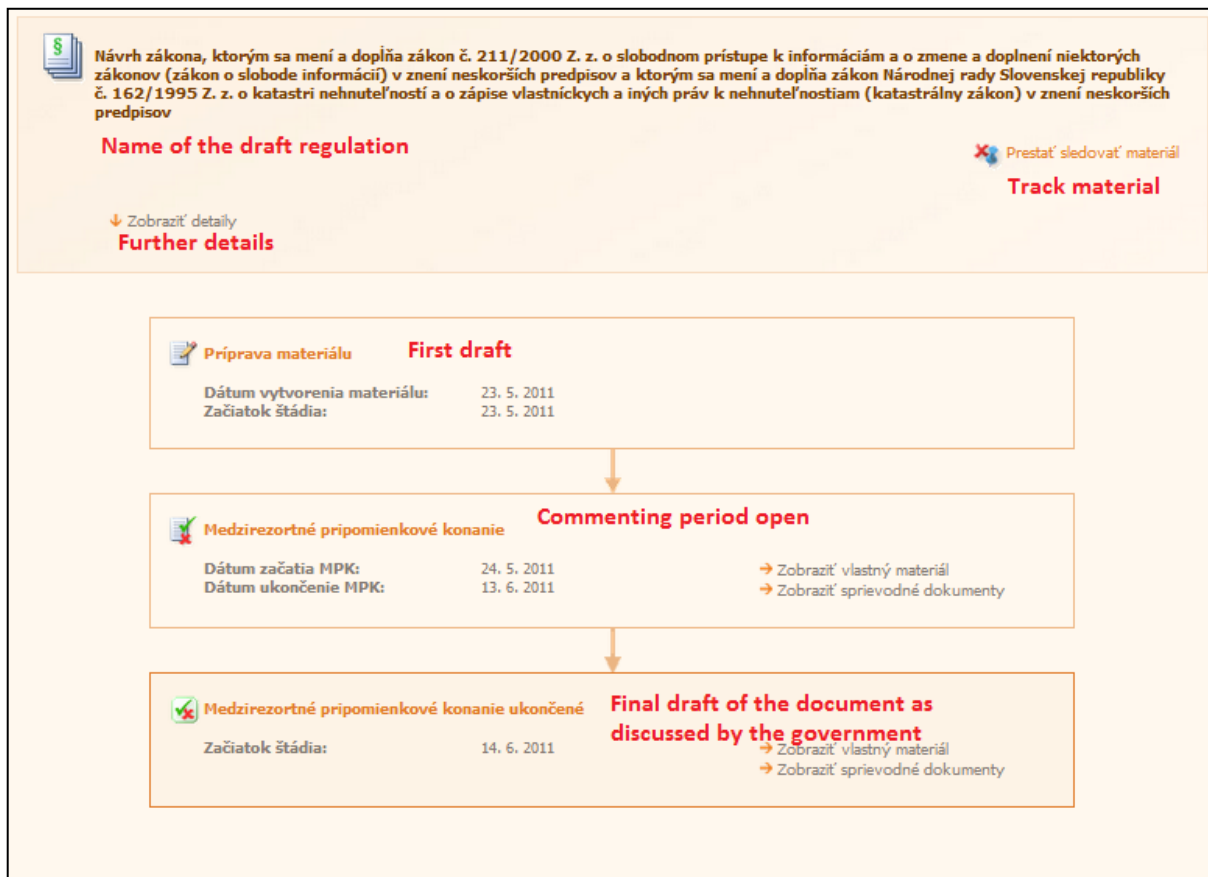 §
Návrh zákona, ktorým sa mení a dopĺňa zákon č. 211/2000 Z. z. o slobodnom prístupe k informáciám a o zmene a doplnení niektorých
zákonov (zákon o slobode informácií) v znení neskorších predpisov a ktorým sa mení a dopĺňa zákon Národnej rady Slovenskej republiky
č. 162/1995 Z. z. o katastri nehnuteľností a o zápise vlastníckych a iných práv k nehnuteľnostiam (katastrálny zákon) v znení neskorších
predpisov
Name of the draft regulation
Prestať sledovať materiál
Track material
Zobraziť detaily
Further details
Príprava materiálu First draft
Dátum vytvorenia materiálu: 23. 5. 2011
Začiatok štádia: 23. 5. 2011
Medzirezortné pripomienkové konanie Commenting period open
Dátum začatia MPK: 24. 5. 2011 Zobraziť vlastný materiál
Dátum ukončenie MPK: 13. 6. 2011 Zobraziť sprievodné dokumenty
Medzirezortné pripomienkové konanie ukončené Final draft of the document as
discussed by the government
Začiatok štádia: 14. 6. 2011 Zobraziť vlastný materiál
Zobraziť sprievodné dokumenty